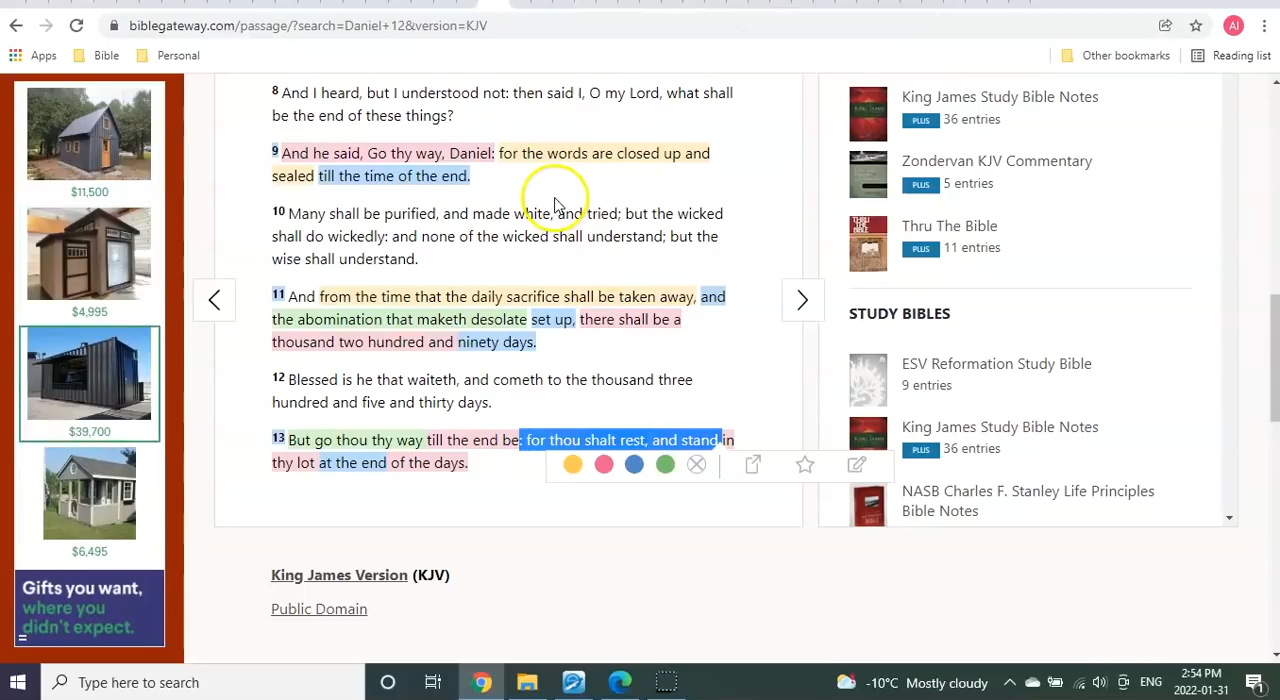 biblegateway.com/passage/?search=Daniel+12&version=KJV
Al
Apps
Bible
Personal
Other bookmarks
Reading list
$11,500
$4,995
$39,700
$6,495
Gifts you want,
where you
didn't expect.
8 And I heard, but I understood not: then said I, O my Lord, what shall
be the end of these things?
9 And he said, Go thy way, Daniel: for the words are closed up and
sealed till the time of the end.
10 Many shall be purified, and made white, and tried; but the wicked
shall do wickedly: and none of the wicked shall understand; but the
wise shall understand.
11 And from the time that the daily sacrifice shall be taken away, and
the abomination that maketh desolate set up, there shall be a
thousand two hundred and ninety days.
12 Blessed is he that waiteth, and cometh to the thousand three
hundred and five and thirty days.
13 But go thou thy way till the end be: for thou shalt rest, and stand in
thy lot at the end of the days.
King James Version (KJV)
Public Domain
King James Study Bible Notes
PLUS 36 entries
Zondervan KJV Commentary
PLUS 5 entries
Thru The Bible
PLUS 11 entries
STUDY BIBLES
ESV Reformation Study Bible
9 entries
King James Study Bible Notes
PLUS 36 entries
NASB Charles F. Stanley Life Principles
Bible Notes
Type here to search
-10°C Mostly cloudy
ENG
2:54 PM
2022-01-31